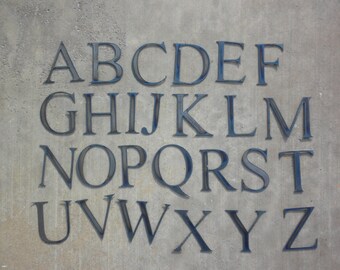 ABCDEF
GHIJKLM
NOPQRST
UVWXYZ